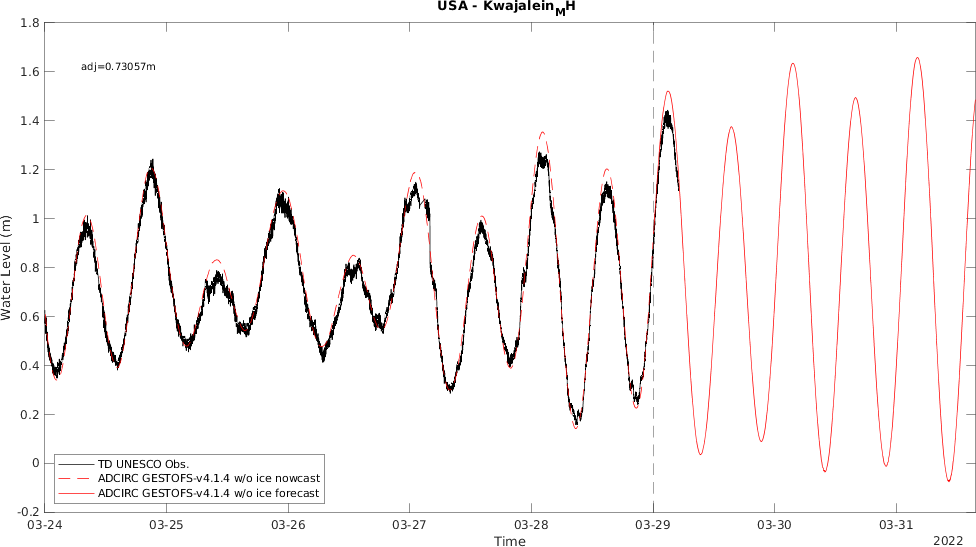 USA - Kwajalein_MH
1.8
1.6
1.4
1.2
1
0.8
0.6
0.4
0.2
0
-0.2
Water Level (m)
adj=0.73057m
TD UNESCO Obs.
ADCIRC GESTOFS-v4.1.4 w/o ice nowcast
ADCIRC GESTOFS-v4.1.4 w/o ice forecast
03-24 03-25 03-26 03-27 03-28 03-29 03-30 03-31
Time
2022